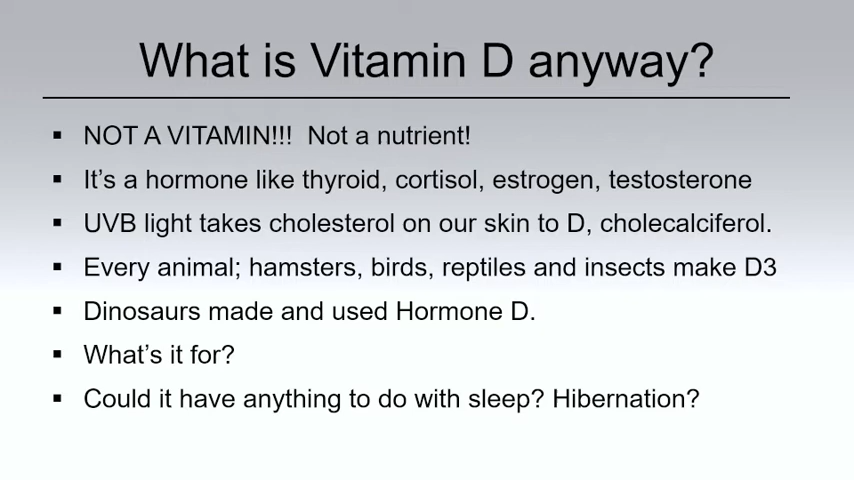 What is Vitamin D anyway?
▪ NOT A VITAMIN!!! Not a nutrient!
▪ It's a hormone like thyroid, cortisol, estrogen, testosterone
▪ UVB light takes cholesterol on our skin to D, cholecalciferol.
▪ Every animal; hamsters, birds, reptiles and insects make D3
▪ Dinosaurs made and used Hormone D.
▪ What's it for?
▪ Could it have anything to do with sleep? Hibernation?